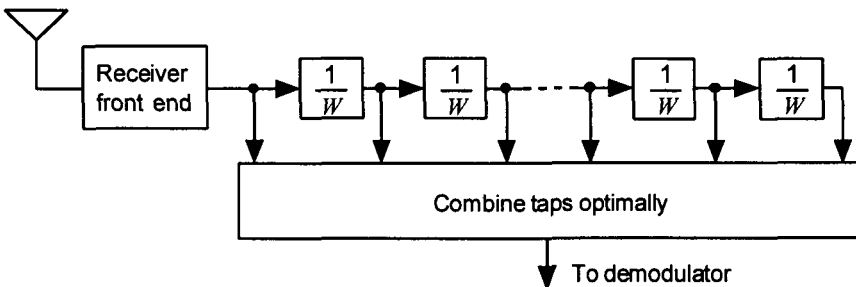 Receiver
front end
1
W
1
W
1
W
1
W
Combine taps optimally
To demodulator